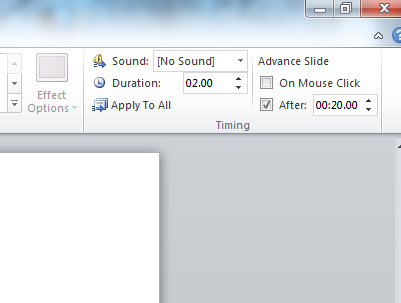 Sound: [No Sound] Advance Slide
Effect Options Duration: 02.00 On Mouse Click
Apply To All After: 00:20.00
Timing